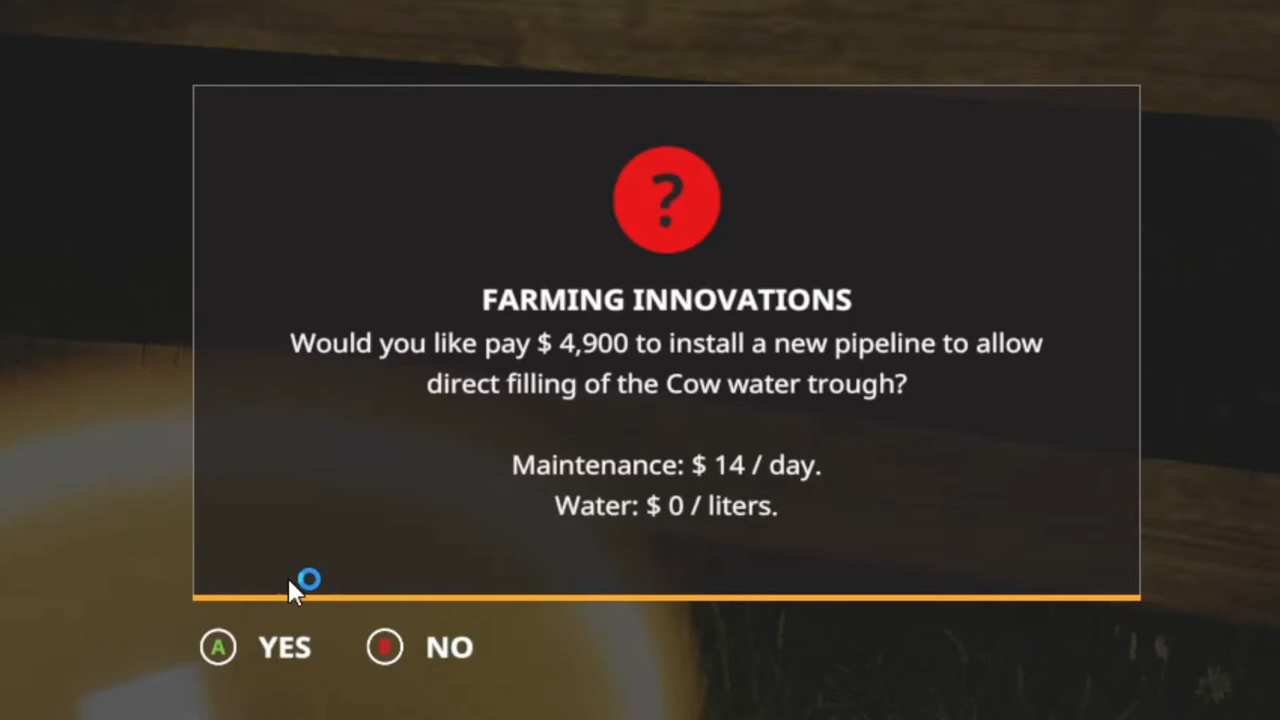 ?
FARMING INNOVATIONS
Would you like pay $ 4,900 to install a new pipeline to allow
direct filling of the Cow water trough?
Maintenance: $ 14 / day.
Water: $ 0 / liters.
A YES B NO